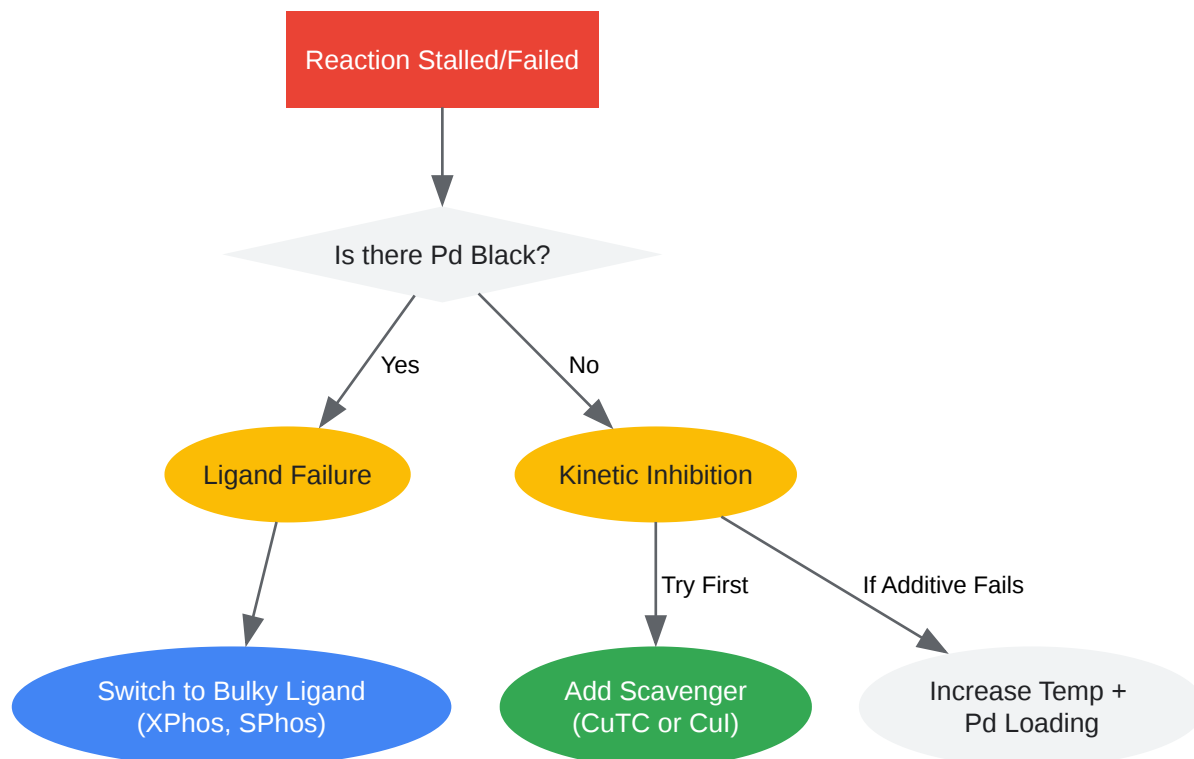 Reaction Stalled/Failed
Is there Pd Black?
Yes
No
Ligand Failure
Kinetic Inhibition
Try First
If Additive Fails
Switch to Bulky Ligand
(XPhos, SPhos)
Add Scavenger
(CuTC or CuI)
Increase Temp +
Pd Loading